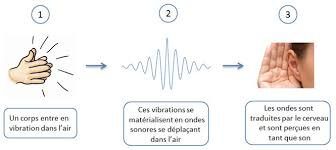 1
2
3
Un corps entre en
vibration dans l'air
Ces vibrations se
matérialisent en ondes
sonores se déplaçant
dans l'air
Les ondes sont
traduites par le cerveau
et sont perçues en
tant que son